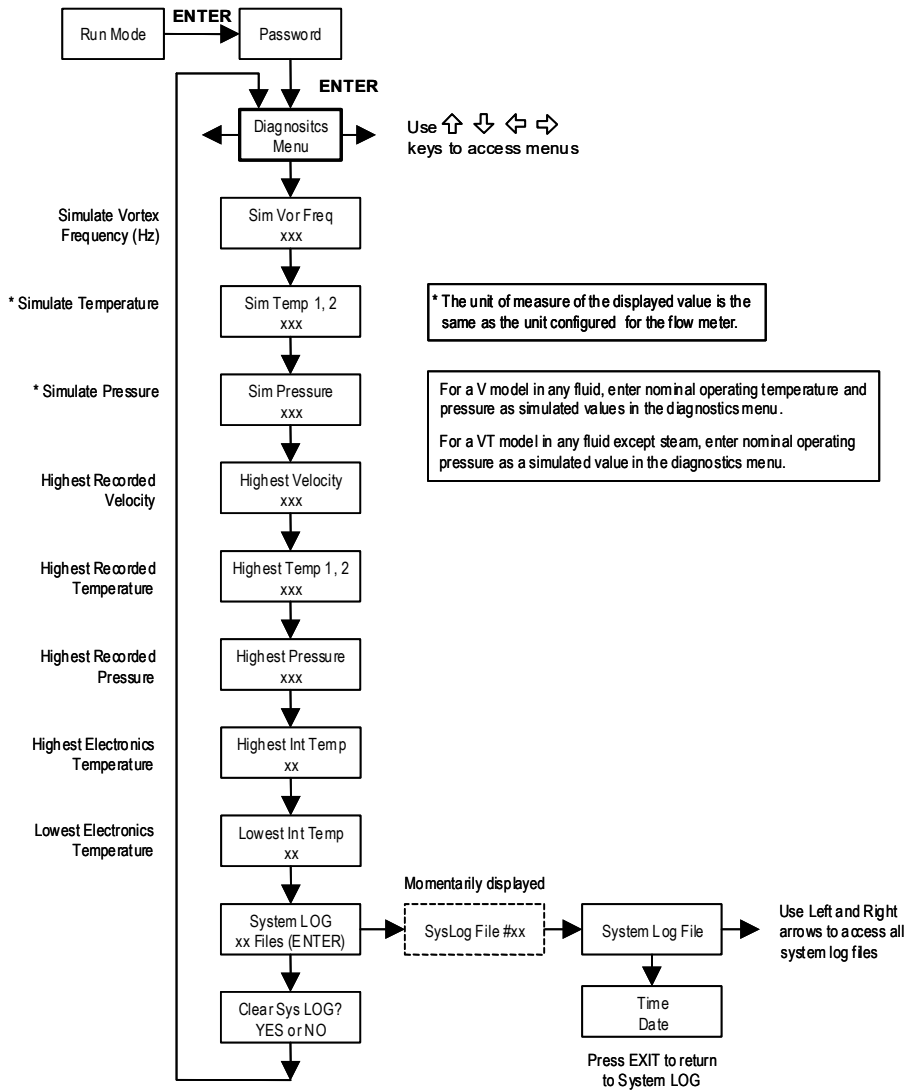 ENTER
Run Mode
Password
ENTER
Diagnositcs
Menu
Use ⇧ ⇩ ⇦ ⇨
keys to access menus
Simulate Vortex
Frequency (Hz)
Sim Vor Freq
xxx
* Simulate Temperature
Sim Temp 1, 2
xxx
* The unit of measure of the displayed value is the
same as the unit configured for the flow meter.
* Simulate Pressure
Sim Pressure
xxx
For a V model in any fluid, enter nominal operating temperature and
pressure as simulated values in the diagnostics menu.
For a VT model in any fluid except steam, enter nominal operating
pressure as a simulated value in the diagnostics menu.
Highest Recorded
Velocity
Highest Velocity
xxx
Highest Recorded
Temperature
Highest Temp 1, 2
xxx
Highest Recorded
Pressure
Highest Pressure
xxx
Highest Electronics
Temperature
Highest Int Temp
xx
Lowest Electronics
Temperature
Lowest Int Temp
xx
System LOG
xx Files (ENTER)
Momentarily displayed
SysLog File #xx
System Log File
Use Left and Right
arrows to access all
system log files
Clear Sys LOG?
YES or NO
Time
Date
Press EXIT to return
to System LOG